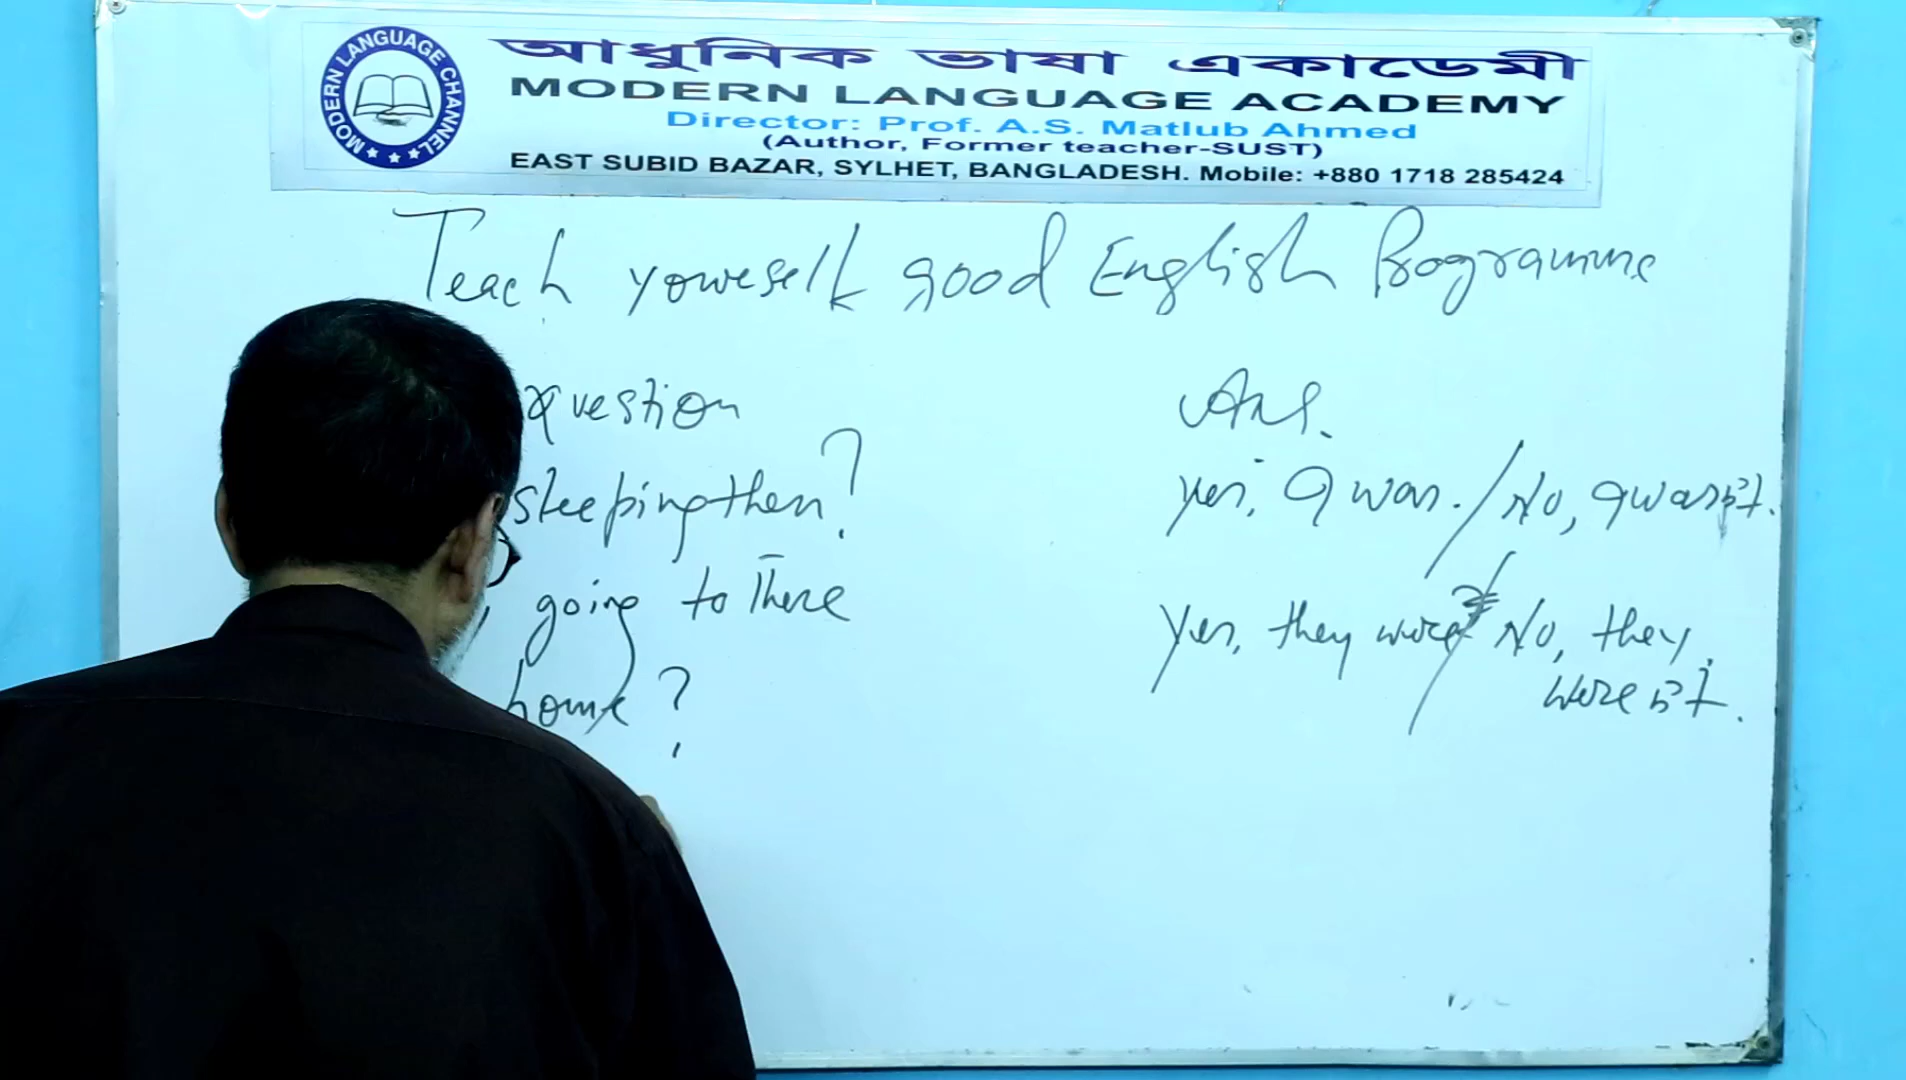 MODERN LANGUAGE CHANNEL
আধুনিক ভাষা একাডেমী
MODERN LANGUAGE ACADEMY
Director: Prof. A.S. Matlub Ahmed
(Author, Former teacher-SUST)
EAST SUBID BAZAR, SYLHET, BANGLADESH. Mobile: +880 1718 285424
Teach yourself good English Programme
question Ans.
sleeping then? Yes, I was. / No, I wasn't.
going to There Yes, they were / No, they
home? weren't.